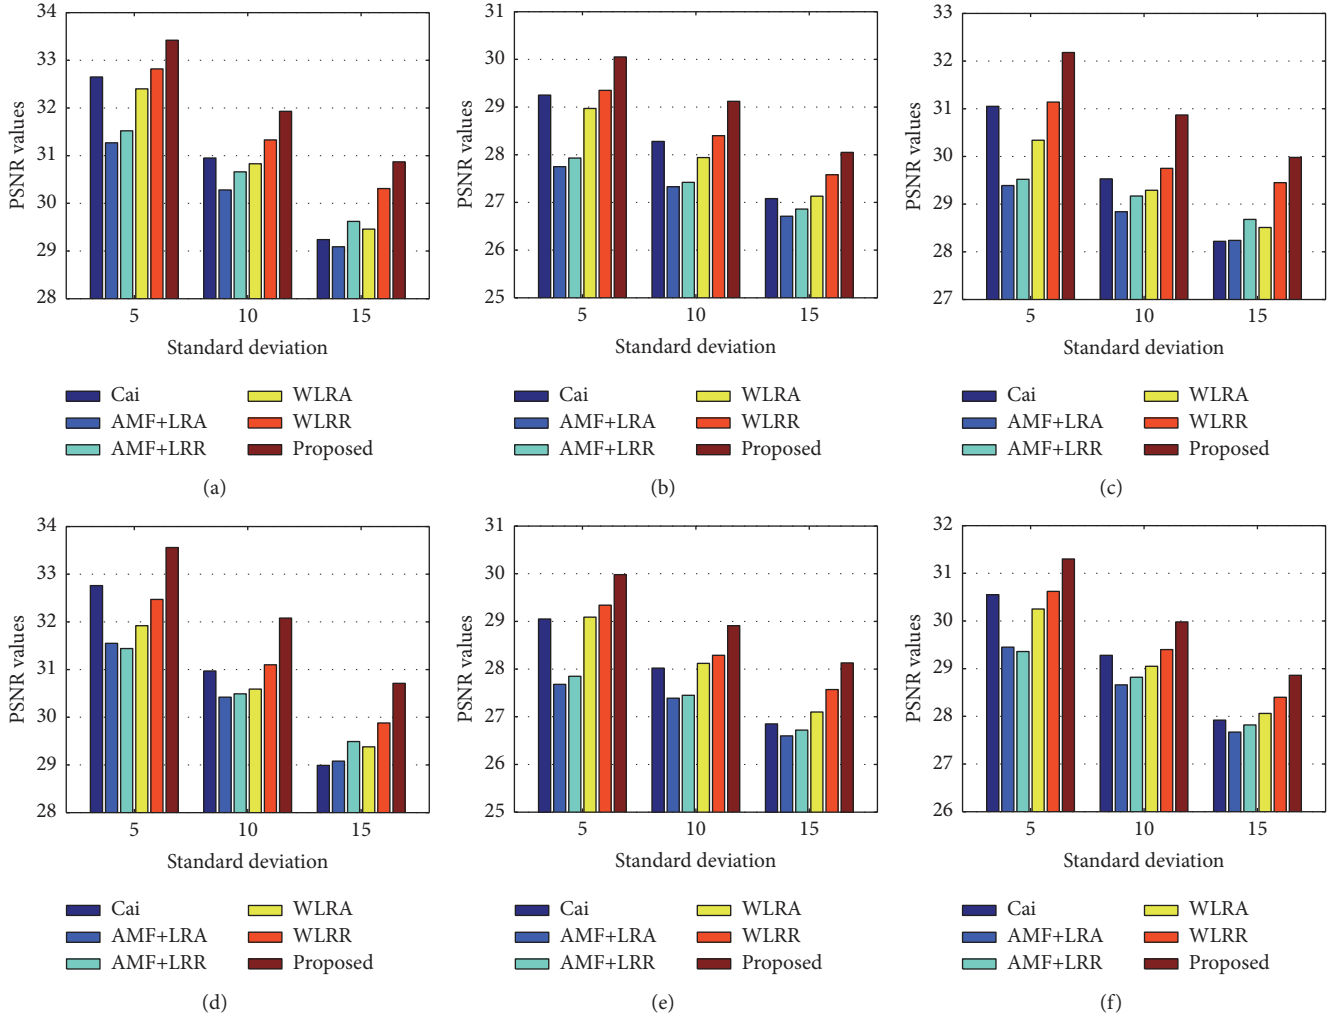 34
33
32
31
30
29
28
PSNR values
5 10 15
Standard deviation
Cai
AMF+LRA
AMF+LRR
WLRA
WLRR
Proposed
(a)
31
30
29
28
27
26
25
PSNR values
5 10 15
Standard deviation
Cai
AMF+LRA
AMF+LRR
WLRA
WLRR
Proposed
(b)
33
32
31
30
29
28
27
PSNR values
5 10 15
Standard deviation
Cai
AMF+LRA
AMF+LRR
WLRA
WLRR
Proposed
(c)
34
33
32
31
30
29
28
PSNR values
5 10 15
Standard deviation
Cai
AMF+LRA
AMF+LRR
WLRA
WLRR
Proposed
(d)
31
30
29
28
27
26
25
PSNR values
5 10 15
Standard deviation
Cai
AMF+LRA
AMF+LRR
WLRA
WLRR
Proposed
(e)
32
31
30
29
28
27
26
PSNR values
5 10 15
Standard deviation
Cai
AMF+LRA
AMF+LRR
WLRA
WLRR
Proposed
(f)